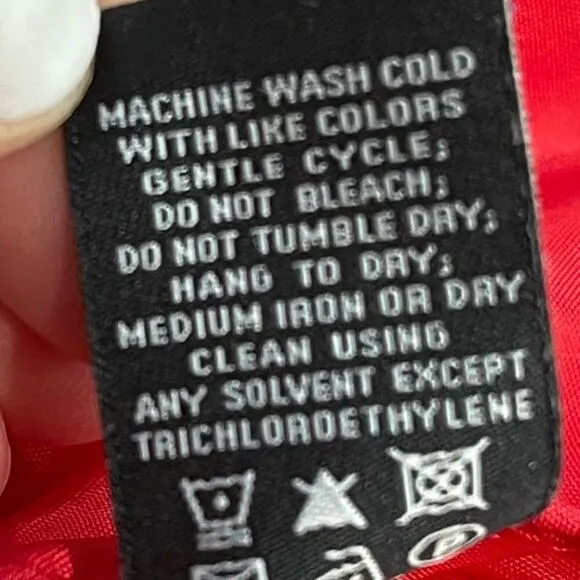 MACHINE WASH COLD
WITH LIKE COLORS
GENTLE CYCLE;
DO NOT BLEACH;
DO NOT TUMBLE DRY;
HANG TO DRY;
MEDIUM IRON OR DRY
CLEAN USING
ANY SOLVENT EXCEPT
TRICHLOROETHYLENE
P